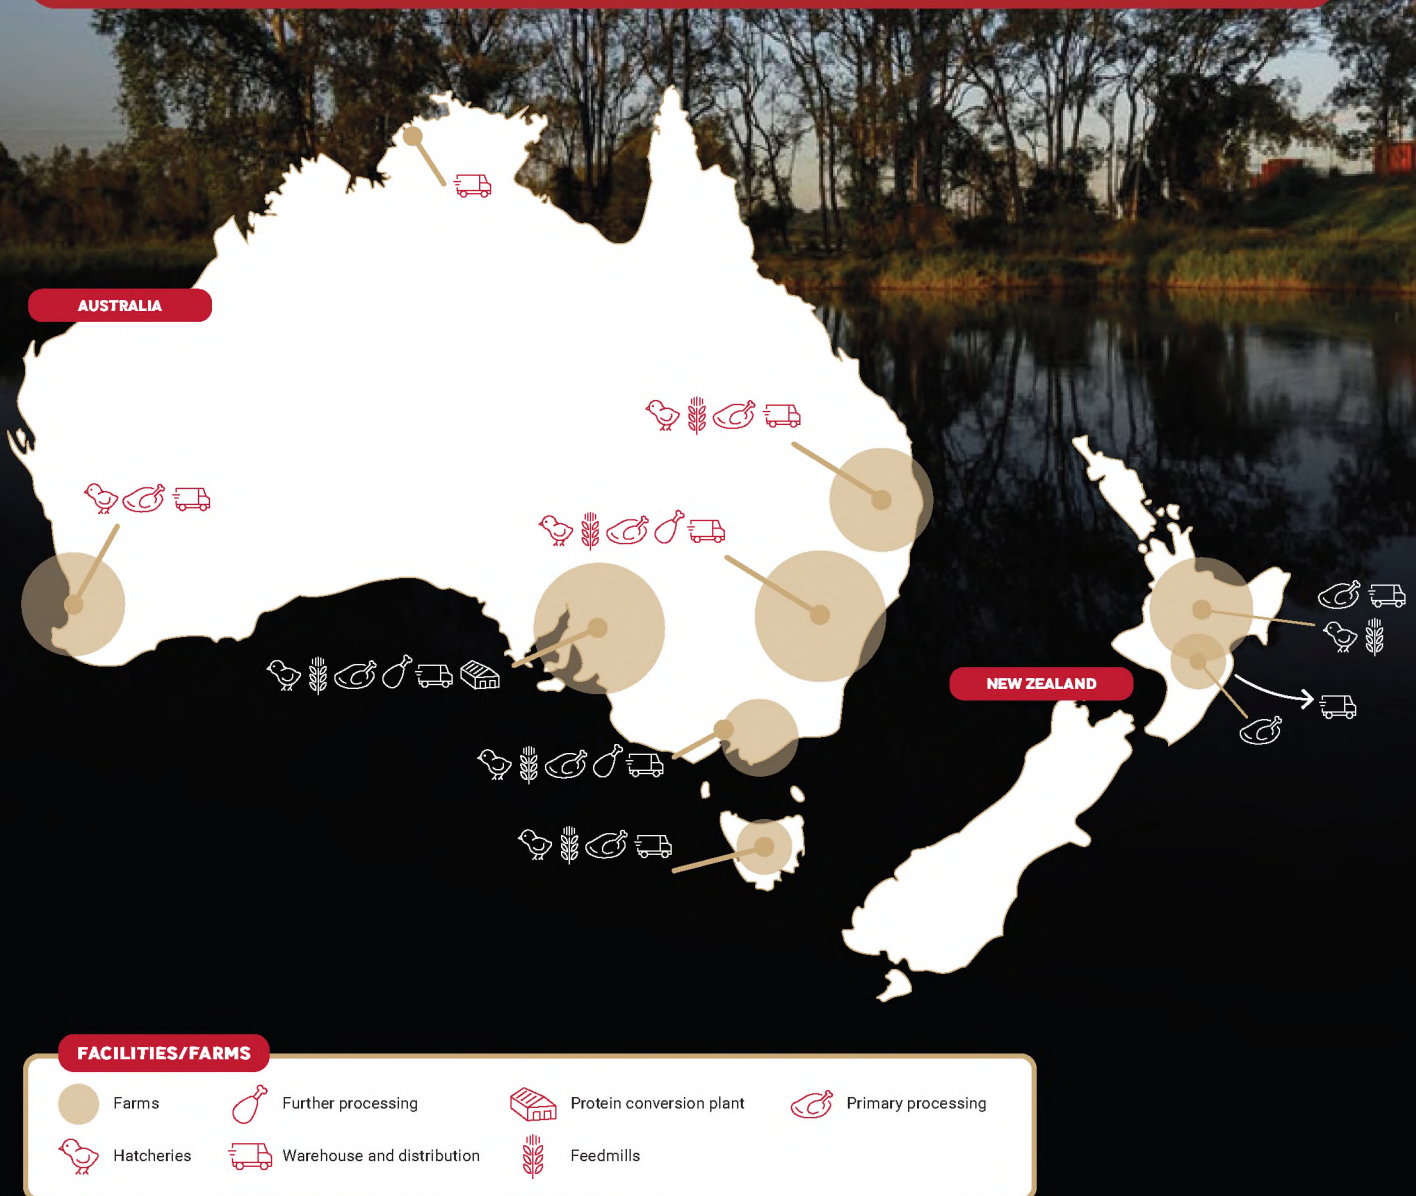 AUSTRALIA
NEW ZEALAND
FACILITIES/FARMS
Farms
Further processing
Protein conversion plant
Primary processing
Hatcheries
Warehouse and distribution
Feedmills